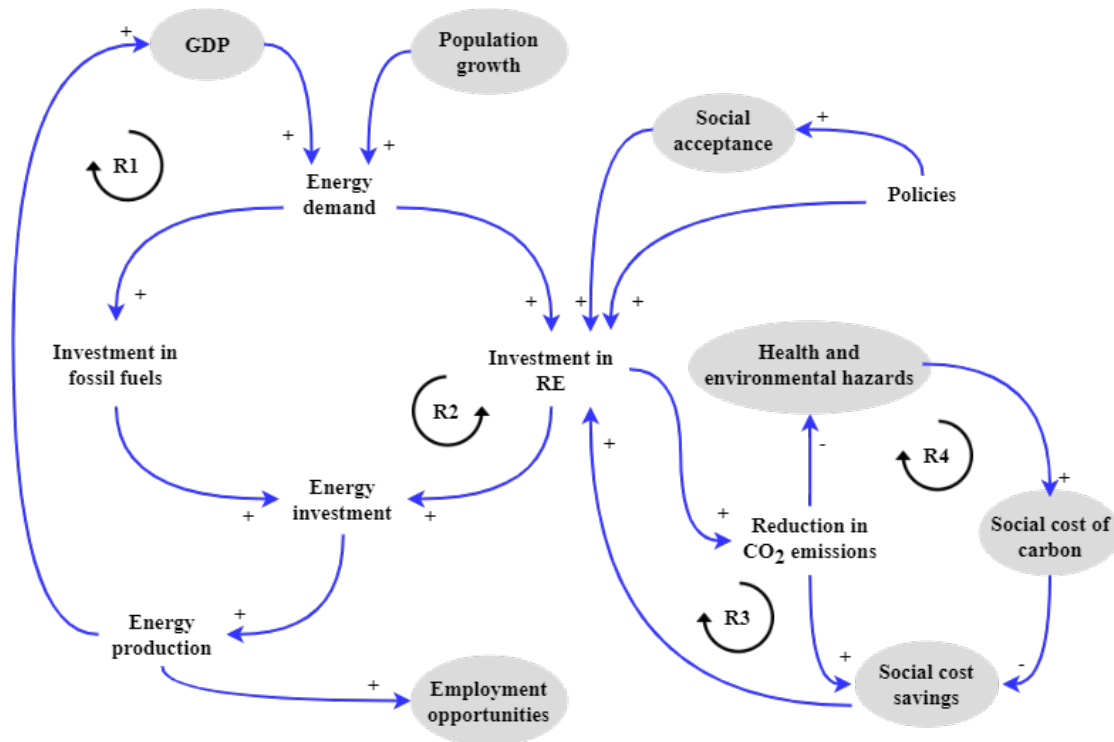 +
GDP
Population
growth
Social
acceptance
+
+
+
R1
Energy
demand
Policies
+
+
+
+
Investment in
fossil fuels
Investment in
RE
Health and
environmental hazards
R2
+
-
R4
+
Energy
investment
+
+
+
Reduction in
CO2 emissions
Social cost of
carbon
+
Energy
production
R3
+
Employment
opportunities
+
Social cost
savings
-